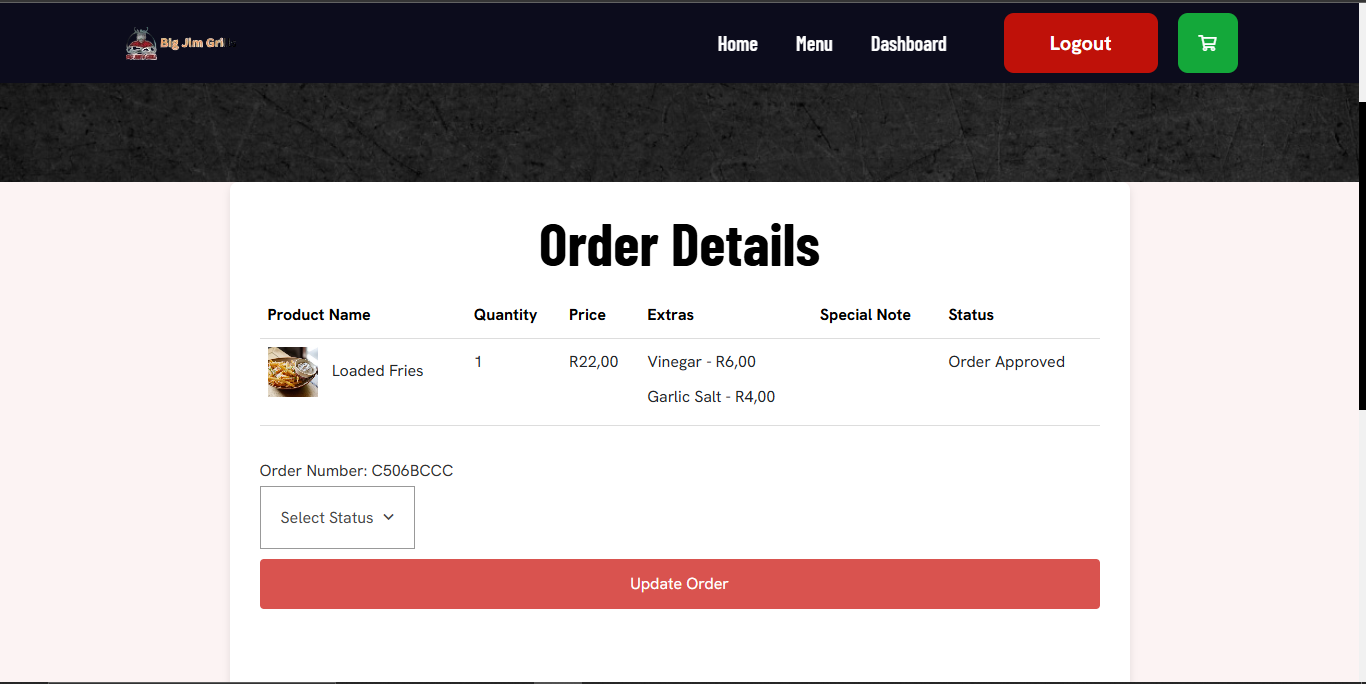 Big Jim Gri
Home Menu Dashboard Logout
Order Details
Product Name Quantity Price Extras Special Note Status
Loaded Fries 1 R22,00 Vinegar - R6,00 Order Approved
Garlic Salt - R4,00
Order Number: C506BCCC
Select Status
Update Order